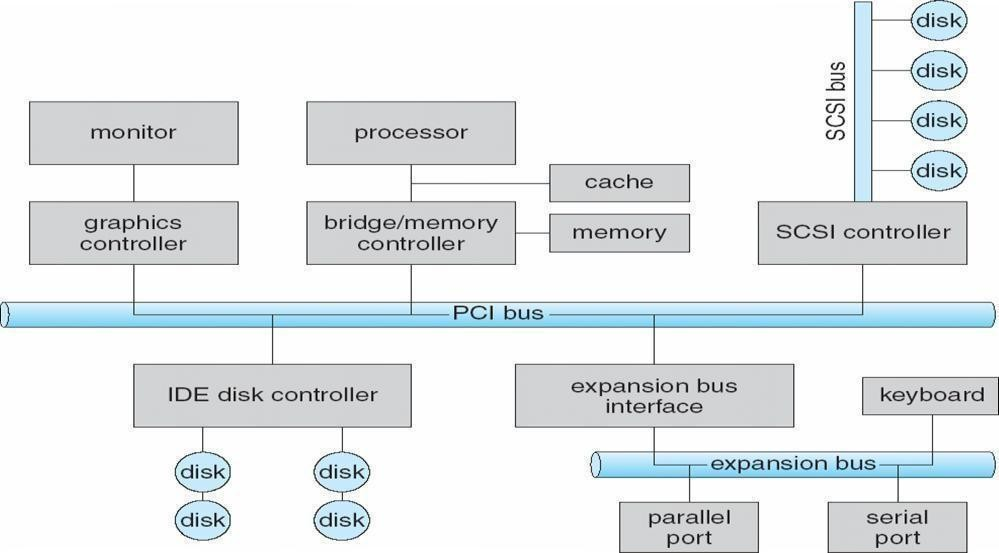 disk
disk
disk
disk
SCSI bus
monitor
processor
cache
graphics
controller
bridge/memory
controller
memory
SCSI controller
PCI bus
IDE disk controller
expansion bus
interface
keyboard
disk
disk
expansion bus
disk
disk
parallel
port
serial
port